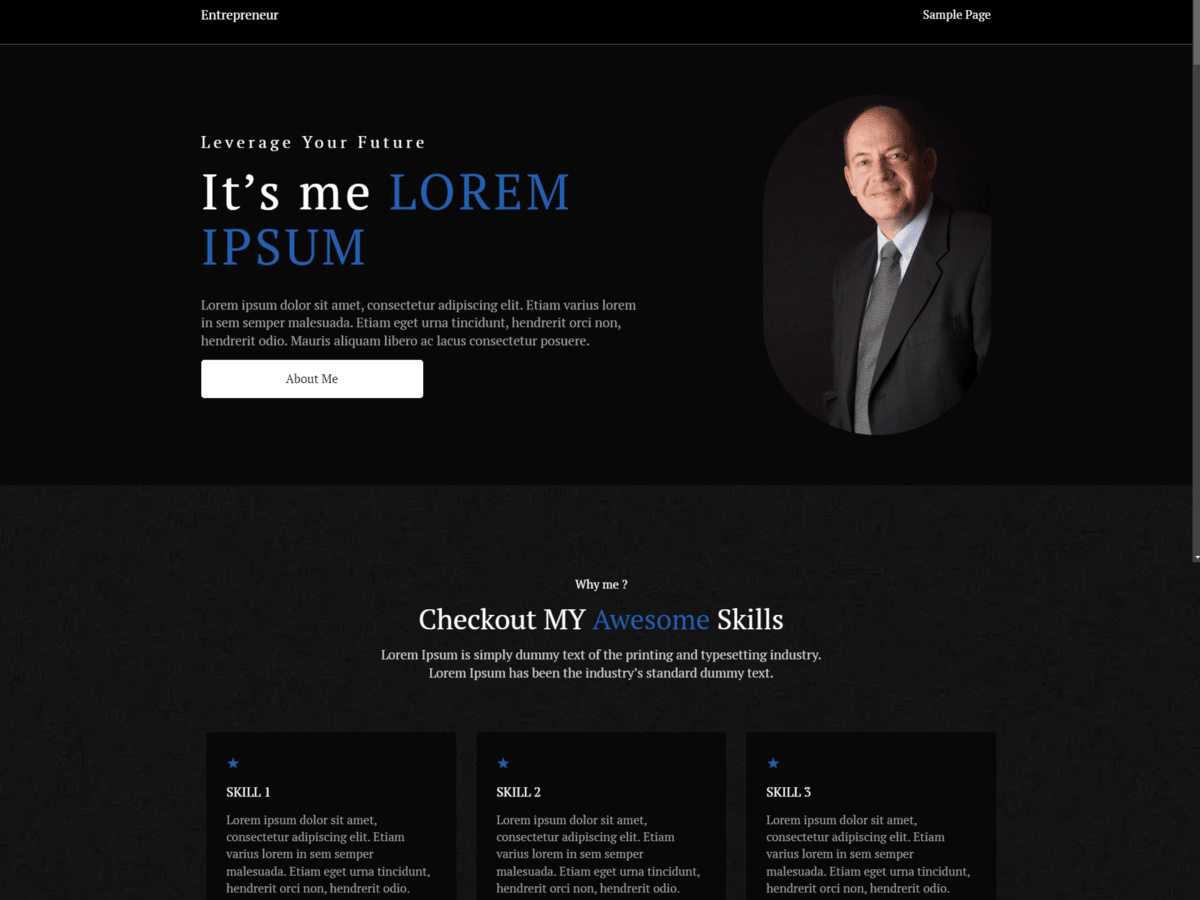 Entrepreneur
Sample Page
Leverage Your Future
It’s me LOREM
IPSUM
Lorem ipsum dolor sit amet, consectetur adipiscing elit. Etiam varius lorem
in sem semper malesuada. Etiam eget urna tincidunt, hendrerit orci non,
hendrerit odio. Mauris aliquam libero ac lacus consectetur posuere.
About Me
Why me ?
Checkout MY Awesome Skills
Lorem Ipsum is simply dummy text of the printing and typesetting industry.
Lorem Ipsum has been the industry’s standard dummy text.
SKILL 1
Lorem ipsum dolor sit amet,
consectetur adipiscing elit. Etiam
varius lorem in sem semper
malesuada. Etiam eget urna tincidunt,
hendrerit orci non, hendrerit odio.
SKILL 2
Lorem ipsum dolor sit amet,
consectetur adipiscing elit. Etiam
varius lorem in sem semper
malesuada. Etiam eget urna tincidunt,
hendrerit orci non, hendrerit odio.
SKILL 3
Lorem ipsum dolor sit amet,
consectetur adipiscing elit. Etiam
varius lorem in sem semper
malesuada. Etiam eget urna tincidunt,
hendrerit orci non, hendrerit odio.